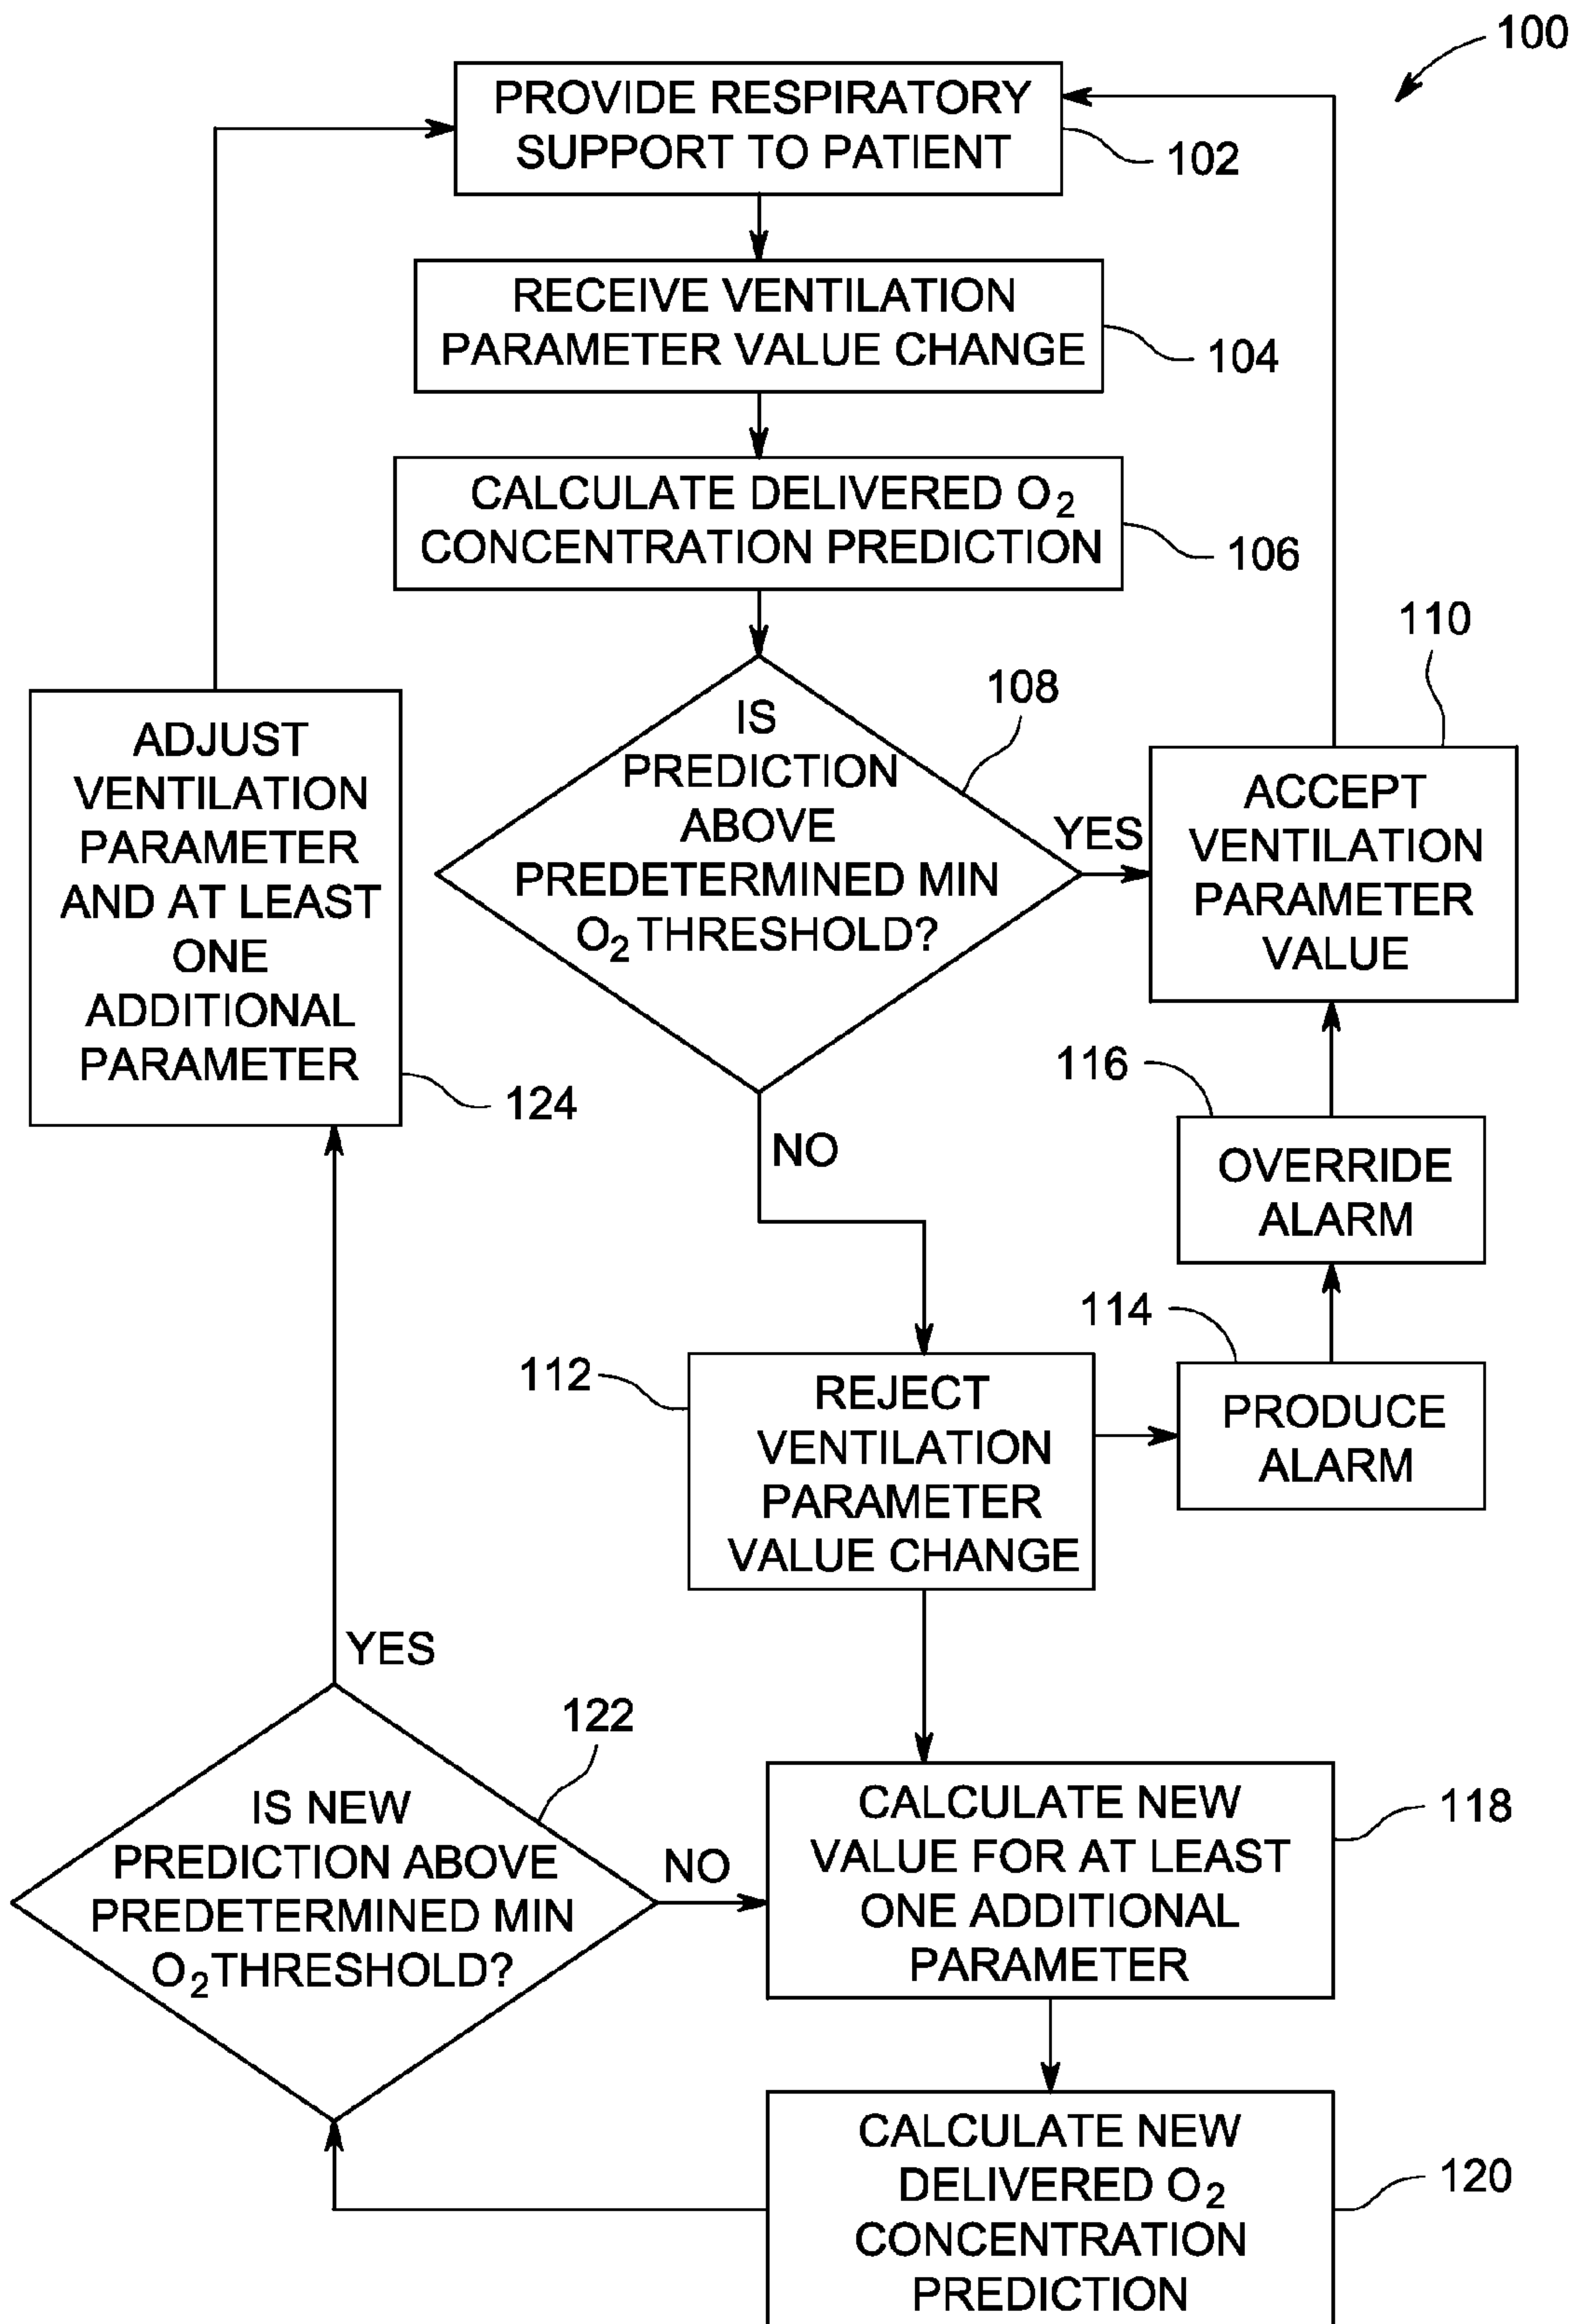 100
PROVIDE RESPIRATORY
SUPPORT TO PATIENT
102
RECEIVE VENTILATION
PARAMETER VALUE CHANGE
104
CALCULATE DELIVERED O2
CONCENTRATION PREDICTION
106
IS
PREDICTION
ABOVE
PREDETERMINED MIN
O2 THRESHOLD?
108
YES
NO
110
ACCEPT
VENTILATION
PARAMETER
VALUE
ADJUST
VENTILATION
PARAMETER
AND AT LEAST
ONE
ADDITIONAL
PARAMETER
124
116
OVERRIDE
ALARM
114
PRODUCE
ALARM
112
REJECT
VENTILATION
PARAMETER
VALUE CHANGE
YES
122
IS NEW
PREDICTION ABOVE
PREDETERMINED MIN
O2 THRESHOLD?
NO
CALCULATE NEW
VALUE FOR AT LEAST
ONE ADDITIONAL
PARAMETER
118
CALCULATE NEW
DELIVERED O2
CONCENTRATION
PREDICTION
120